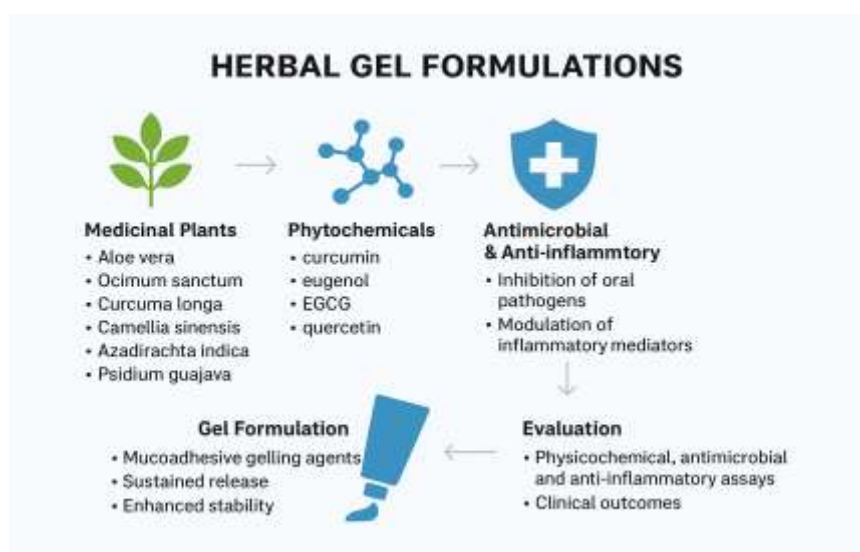 HERBAL GEL FORMULATIONS
Medicinal Plants
• Aloe vera
• Ocimum sanctum
• Curcuma longa
• Camellia sinensis
• Azadirachta indica
• Psidium guajava
Phytochemicals
• curcumin
• eugenol
• EGCG
• quercetin
Antimicrobial
& Anti-inflammtory
• Inhibition of oral
pathogens
• Modulation of
inflammatory mediators
Gel Formulation
• Mucoadhesive gelling agents
• Sustained release
• Enhanced stability
Evaluation
• Physicochemical, antimicrobial
and anti-inflammatory assays
• Clinical outcomes